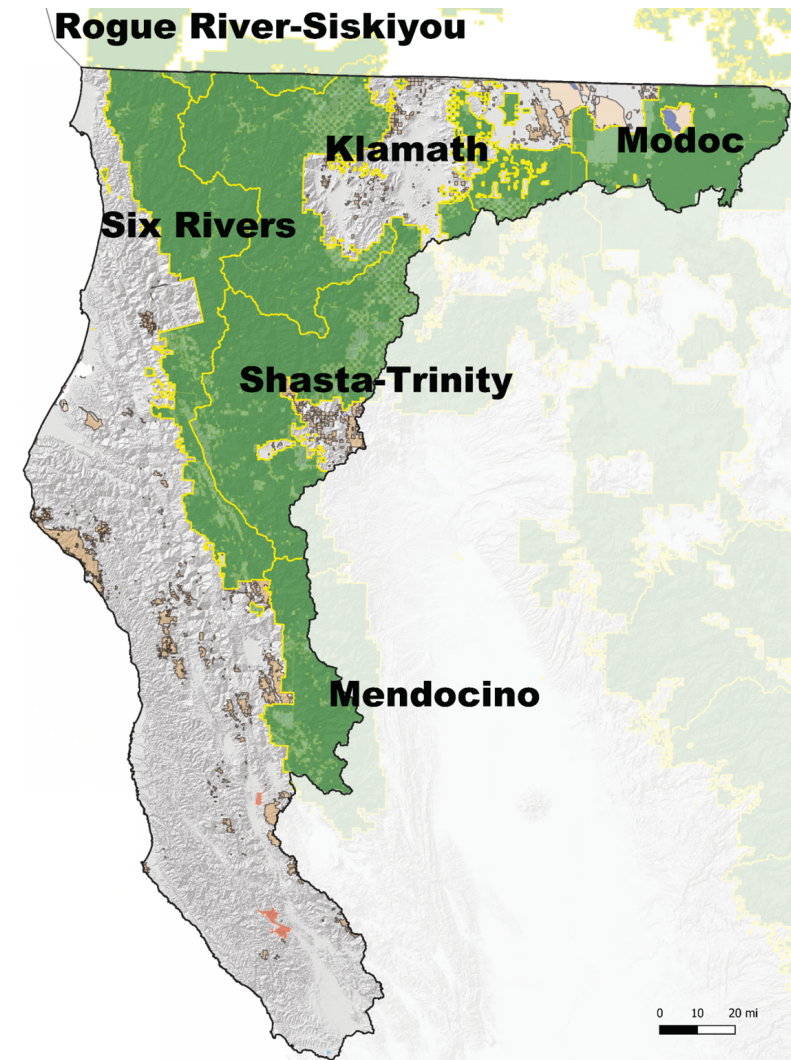 Rogue River-Siskiyou
Klamath
Modoc
Six Rivers
Shasta-Trinity
Mendocino
0 10 20 mi